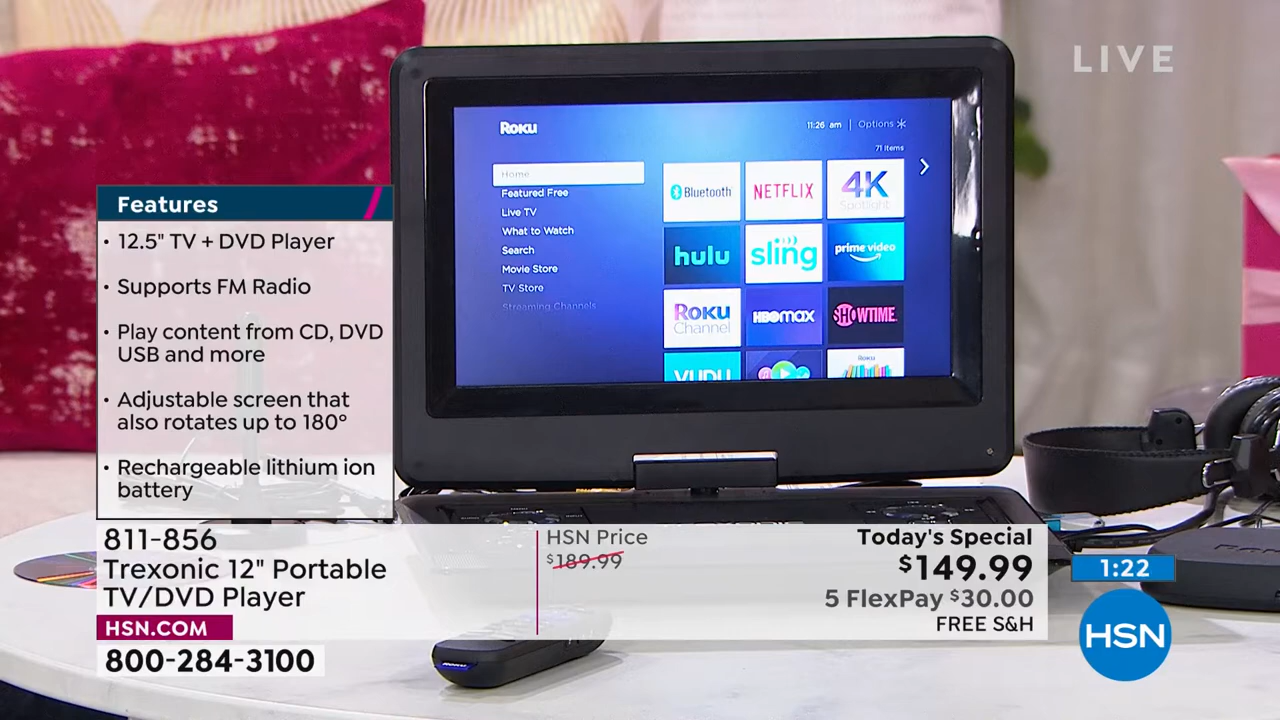 LIVE
Roku
11:26 am | Options
71 Items
Home
Featured Free
Live TV
What to Watch
Search
Movie Store
TV Store
Streaming Channels
Bluetooth
NETFLIX
4K
Spotlight
hulu
sling
prime video
Roku
Channel
HBOMAX
SHOWTIME
VUDU
Roku
Features
• 12.5" TV + DVD Player
• Supports FM Radio
• Play content from CD, DVD
USB and more
• Adjustable screen that
also rotates up to 180º
• Rechargeable lithium ion
battery
811-856
Trexonic 12" Portable
TV/DVD Player
HSN.COM
800-284-3100
HSN Price
$189.99
Today's Special
$149.99
5 FlexPay $30.00
FREE S&H
1:22
HSN
ROKU